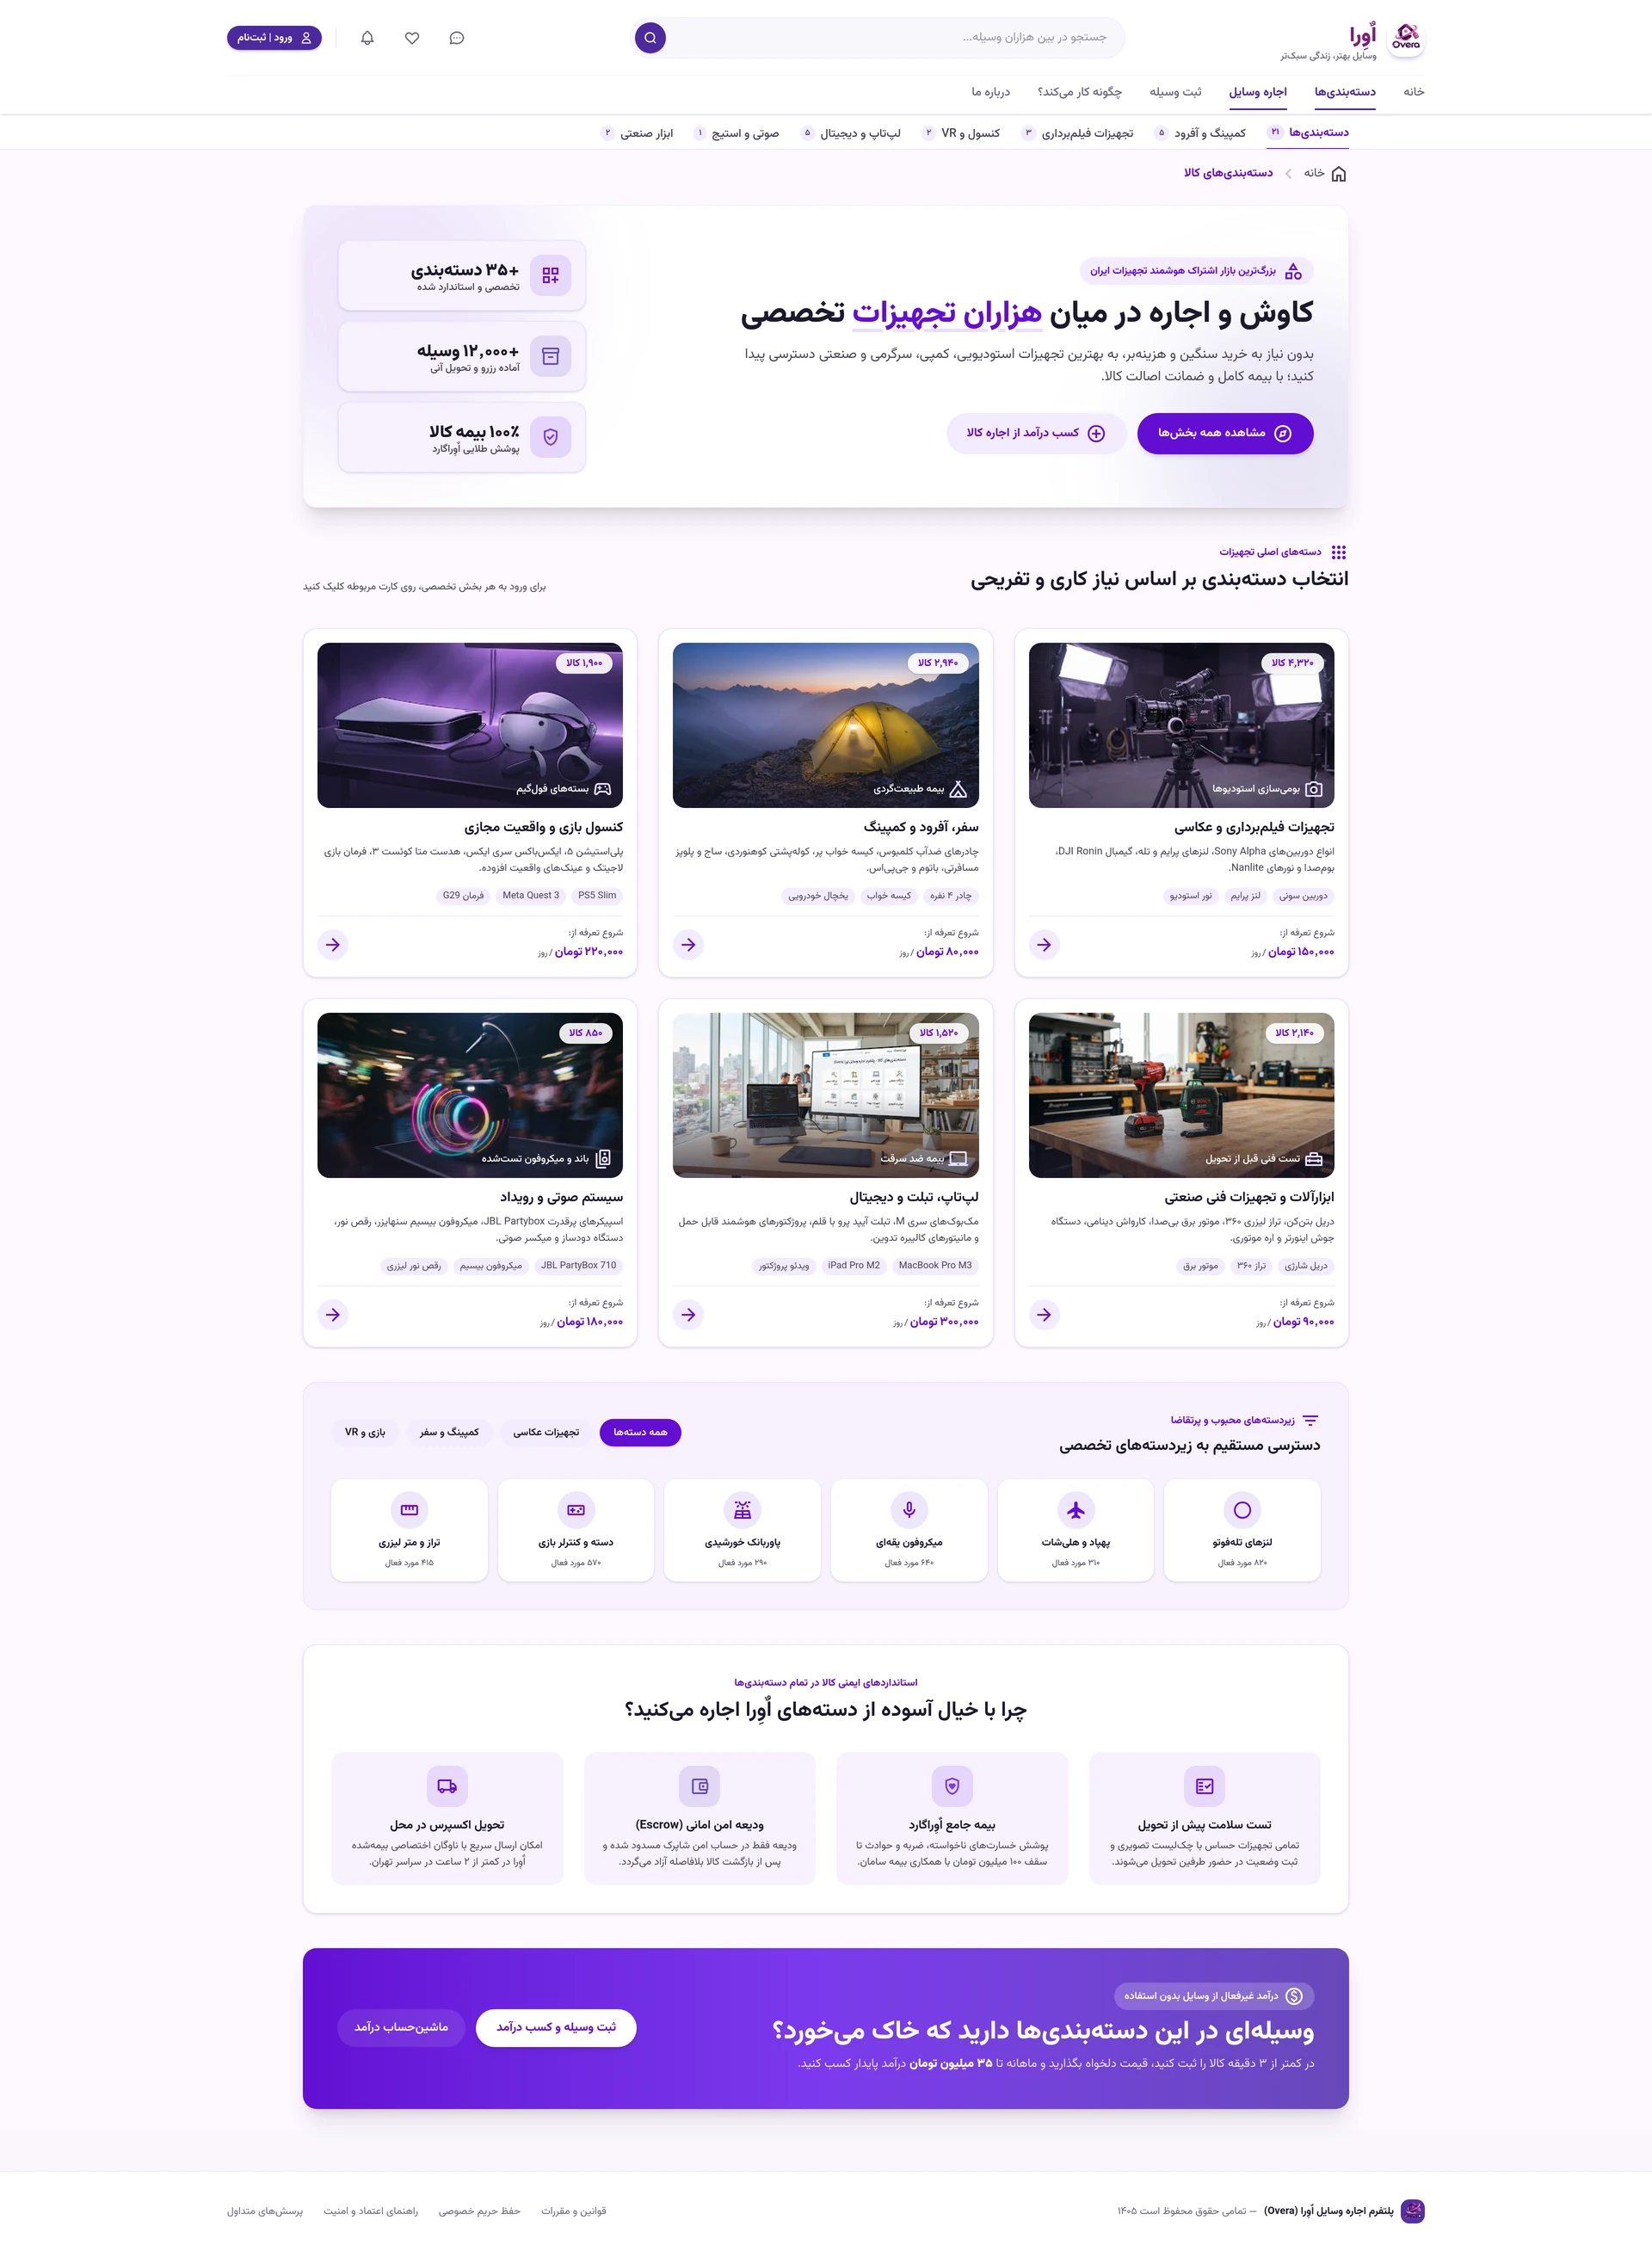 اُورا
وسایل بهتر، زندگی سبک‌تر
Overa
جستجو در بین هزاران وسیله...
ورود | ثبت‌نام
خانه
دسته‌بندی‌ها
اجاره وسایل
ثبت وسیله
چگونه کار می‌کند؟
درباره ما
دسته‌بندی‌ها ۲۱
کمپینگ و آفرود ۵
تجهیزات فیلم‌برداری ۳
کنسول و VR ۲
لپ‌تاپ و دیجیتال ۵
صوتی و استیج ۱
ابزار صنعتی ۲
خانه
دسته‌بندی‌های کالا
بزرگ‌ترین بازار اشتراک هوشمند تجهیزات ایران
کاوش و اجاره در میان هزاران تجهیزات تخصصی
بدون نیاز به خرید سنگین و هزینه‌بر، به بهترین تجهیزات استودیویی، کمپی، سرگرمی و صنعتی دسترسی پیدا
کنید؛ با بیمه کامل و ضمانت اصالت کالا.
مشاهده همه بخش‌ها
کسب درآمد از اجاره کالا
+۳۵ دسته‌بندی
تخصصی و استاندارد شده
+۱۲,۰۰۰ وسیله
آماده رزرو و تحویل آنی
۱۰۰٪ بیمه کالا
پوشش طلایی اُوراگارد
دسته‌های اصلی تجهیزات
انتخاب دسته‌بندی بر اساس نیاز کاری و تفریحی
برای ورود به هر بخش تخصصی، روی کارت مربوطه کلیک کنید
۴,۳۲۰ کالا
بومی‌سازی استودیوها
تجهیزات فیلم‌برداری و عکاسی
انواع دوربین‌های Sony Alpha، لنزهای پرایم و تله، گیمبال DJI Ronin،
بوم‌صدا و نورهای Nanlite.
دوربین سونی
لنز پرایم
نور استودیو
شروع تعرفه از:
۱۵۰,۰۰۰ تومان / روز
۲,۹۴۰ کالا
بیمه طبیعت‌گردی
سفر، آفرود و کمپینگ
چادرهای ضدآب کلمبوس، کیسه خواب پر، کوله‌پشتی کوهنوردی، ساج و پلوپز
مسافرتی، باتوم و جی‌پی‌اس.
چادر ۴ نفره
کیسه خواب
یخچال خودرویی
شروع تعرفه از:
۸۰,۰۰۰ تومان / روز
۱,۹۰۰ کالا
بسته‌های فول‌گیم
کنسول بازی و واقعیت مجازی
پلی‌استیشن ۵، ایکس‌باکس سری ایکس، هدست متا کوئست ۳، فرمان بازی
لاجیتک و عینک‌های واقعیت افزوده.
PS5 Slim
Meta Quest 3
فرمان G29
شروع تعرفه از:
۲۲۰,۰۰۰ تومان / روز
۲,۱۴۰ کالا
تست فنی قبل از تحویل
ابزارآلات و تجهیزات فنی صنعتی
دریل بتن‌کن، تراز لیزری ۳۶۰، موتور برق بی‌صدا، کارواش دینامی، دستگاه
جوش اینورتر و اره موتوری.
دریل شارژی
تراز ۳۶۰
موتور برق
شروع تعرفه از:
۹۰,۰۰۰ تومان / روز
۱,۵۲۰ کالا
بیمه ضد سرقت
لپ‌تاپ، تبلت و دیجیتال
مک‌بوک‌های سری M، تبلت آیپد پرو با قلم، پروژکتورهای هوشمند قابل حمل
و مانیتورهای کالیبره تدوین.
MacBook Pro M3
iPad Pro M2
ویدئو پروژکتور
شروع تعرفه از:
۳۰۰,۰۰۰ تومان / روز
۸۵۰ کالا
باند و میکروفون تست‌شده
سیستم صوتی و رویداد
اسپیکرهای پرقدرت JBL Partybox، میکروفون بیسیم سنهایزر، رقص نور،
دستگاه دودساز و میکسر صوتی.
JBL PartyBox 710
میکروفون بیسیم
رقص نور لیزری
شروع تعرفه از:
۱۸۰,۰۰۰ تومان / روز
زیردسته‌های محبوب و پرتقاضا
دسترسی مستقیم به زیردسته‌های تخصصی
همه دسته‌ها
تجهیزات عکاسی
کمپینگ و سفر
بازی و VR
لنزهای تله‌فوتو
۸۲۰ مورد فعال
پهپاد و هلی‌شات
۳۱۰ مورد فعال
میکروفون یقه‌ای
۶۴۰ مورد فعال
پاوربانک خورشیدی
۲۹۰ مورد فعال
دسته و کنترلر بازی
۵۷۰ مورد فعال
تراز و متر لیزری
۴۱۵ مورد فعال
استانداردهای ایمنی کالا در تمام دسته‌بندی‌ها
چرا با خیال آسوده از دسته‌های اُوِرا اجاره می‌کنید؟
تست سلامت پیش از تحویل
تمامی تجهیزات حساس با چک‌لیست تصویری و
ثبت وضعیت در حضور طرفین تحویل می‌شوند.
بیمه جامع اُوراگارد
پوشش خسارت‌های ناخواسته، ضربه و حوادث تا
سقف ۱۰۰ میلیون تومان با همکاری بیمه سامان.
ودیعه امن امانی (Escrow)
ودیعه فقط در حساب امن شاپرک مسدود شده و
پس از بازگشت کالا بلافاصله آزاد می‌گردد.
تحویل اکسپرس در محل
امکان ارسال سریع با ناوگان اختصاصی بیمه‌شده
اُورا در کمتر از ۲ ساعت در سراسر تهران.
درآمد غیرفعال از وسایل بدون استفاده
وسیله‌ای در این دسته‌بندی‌ها دارید که خاک می‌خورد؟
در کمتر از ۳ دقیقه کالا را ثبت کنید، قیمت دلخواه بگذارید و ماهانه تا ۳۵ میلیون تومان درآمد پایدار کسب کنید.
ثبت وسیله و کسب درآمد
ماشین‌حساب درآمد
پلتفرم اجاره وسایل اُورا (Overa) — تمامی حقوق محفوظ است ۱۴۰۵
قوانین و مقررات
حفظ حریم خصوصی
راهنمای اعتماد و امنیت
پرسش‌های متداول